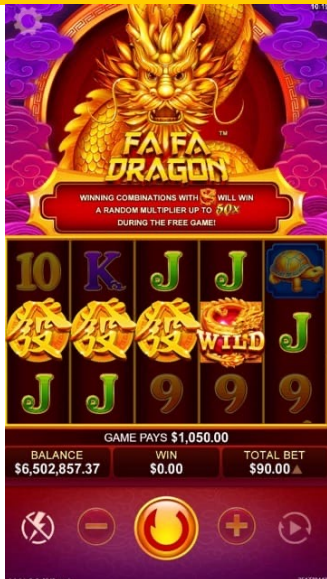 FA FA
DRAGON™
WINNING COMBINATIONS WITH WILL WIN
A RANDOM MULTIPLIER UP TO 50X
DURING THE FREE GAME!
10 K J J
發 發 發 WILD J
J J 9 9 9
GAME PAYS $1,050.00
BALANCE WIN TOTAL BET
$6,502,857.37 $0.00 $90.00